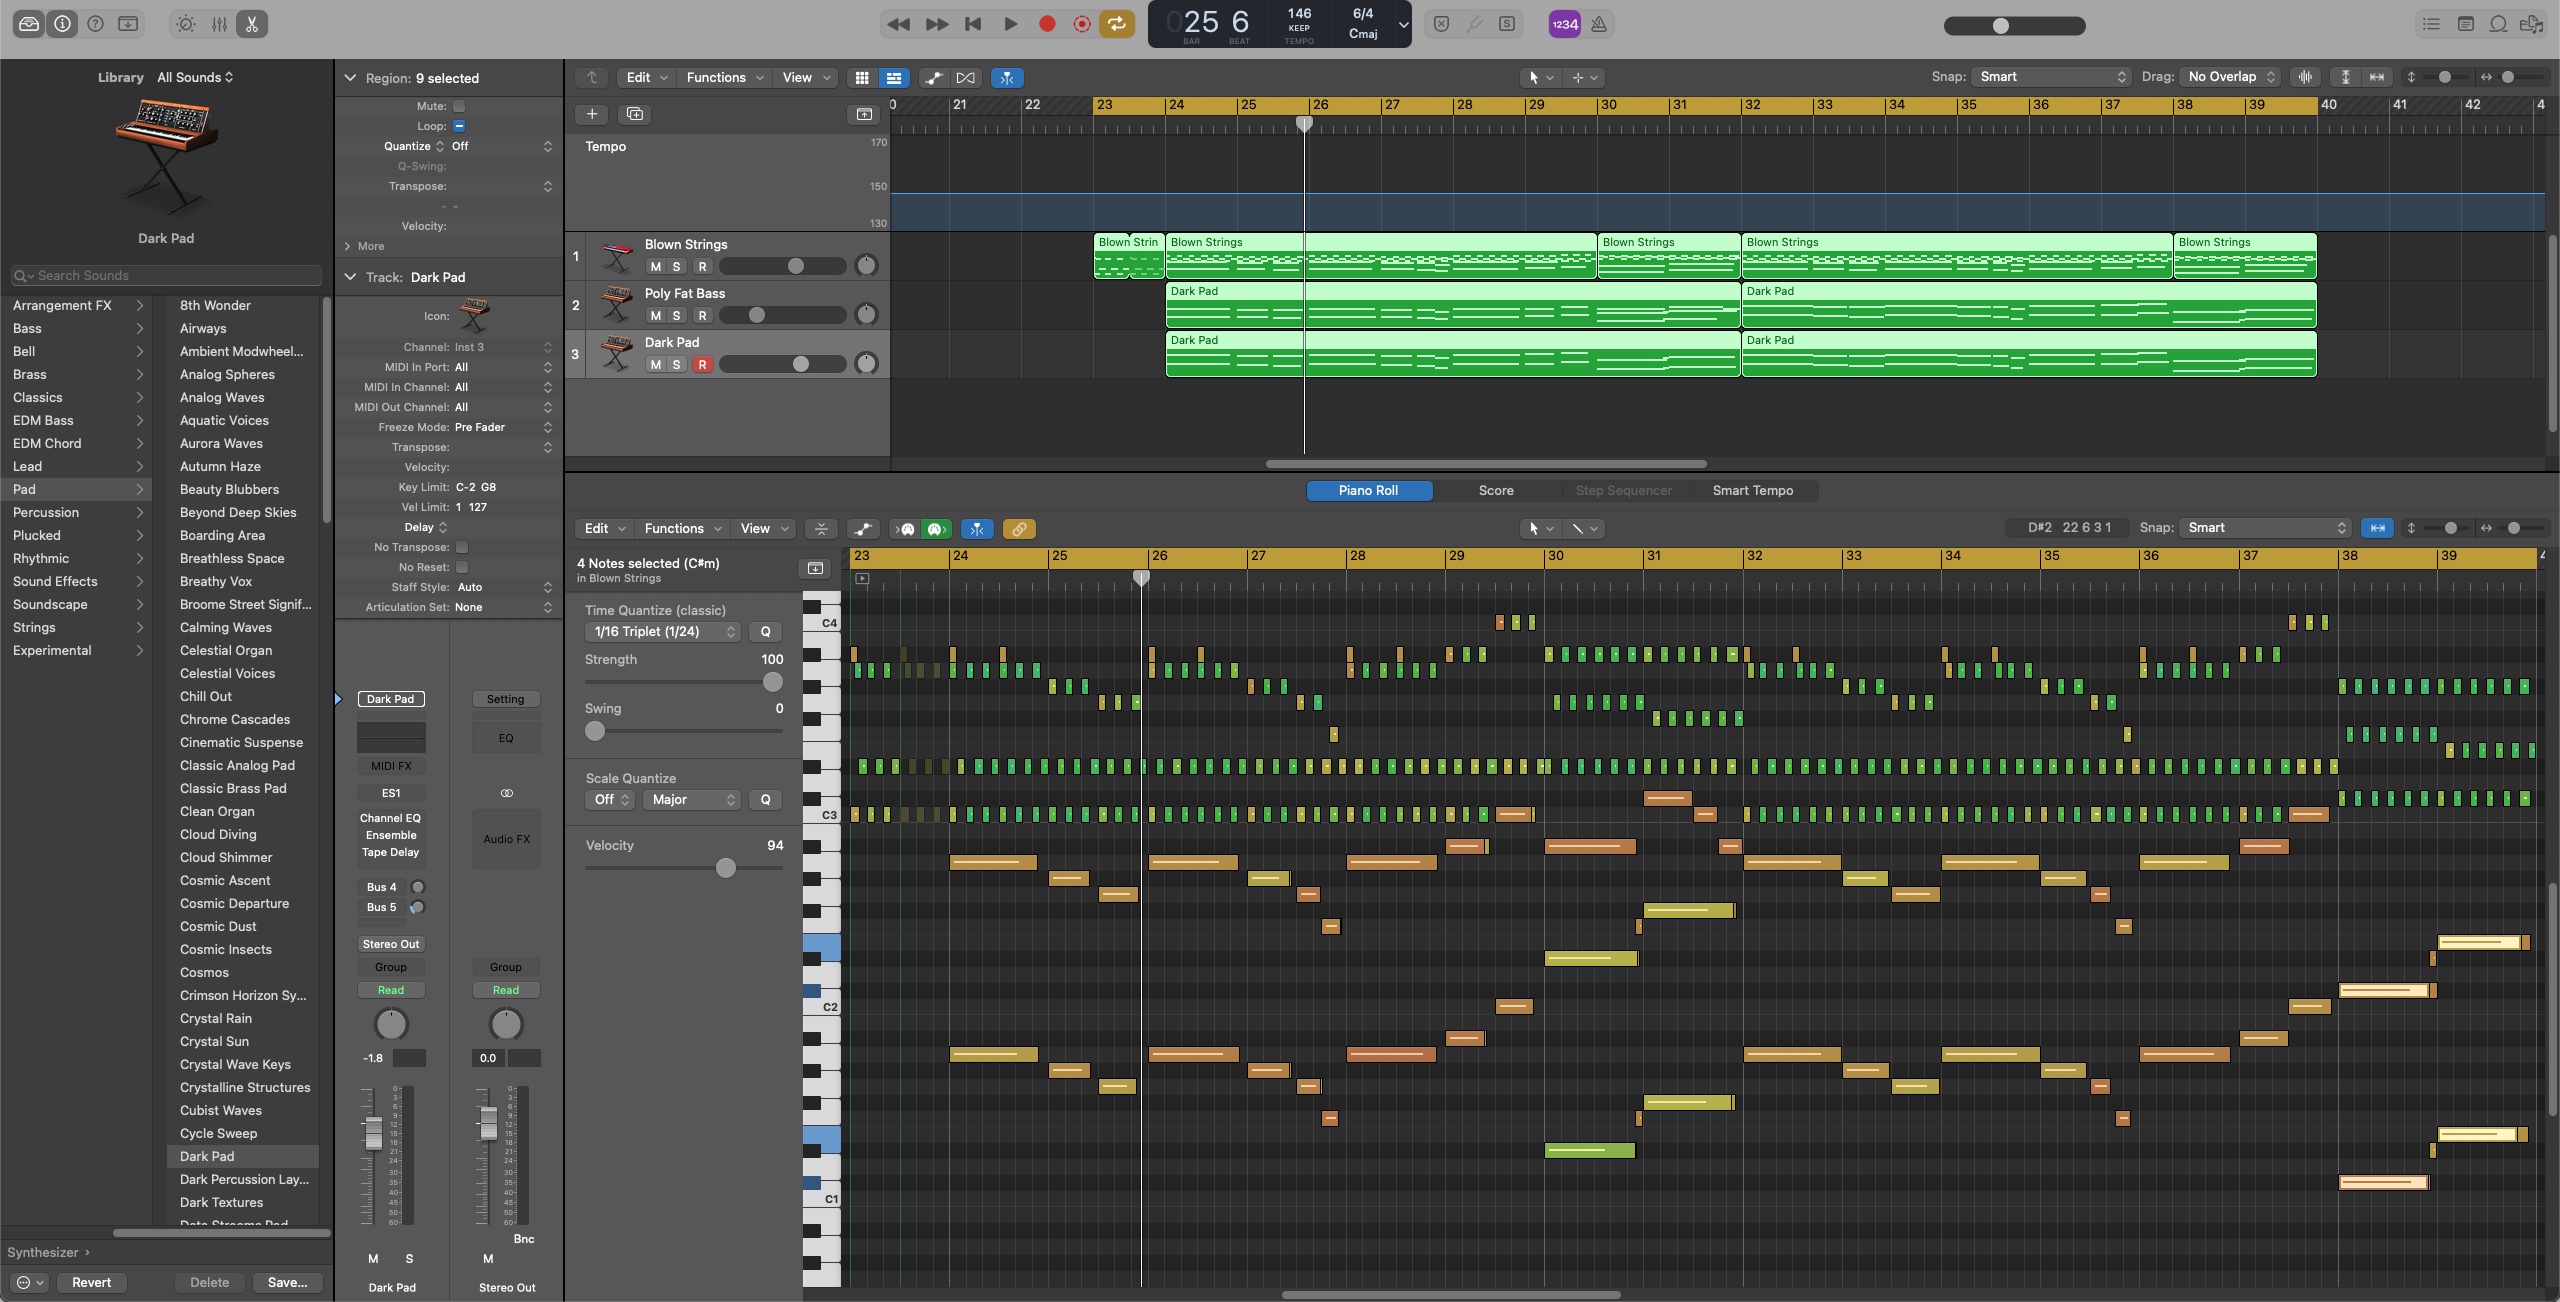 025 6
BAR BEAT
146
KEEP
TEMPO
6/4
Cmaj
S
1234
Library All Sounds
Dark Pad
Search Sounds
Arrangement FX
Bass
Bell
Brass
Classics
EDM Bass
EDM Chord
Lead
Pad
Percussion
Plucked
Rhythmic
Sound Effects
Soundscape
Strings
Experimental
8th Wonder
Airways
Ambient Modwheel...
Analog Spheres
Analog Waves
Aquatic Voices
Aurora Waves
Autumn Haze
Beauty Blubbers
Beyond Deep Skies
Boarding Area
Breathless Space
Breathy Vox
Broome Street Signif...
Calming Waves
Celestial Organ
Celestial Voices
Chill Out
Chrome Cascades
Cinematic Suspense
Classic Analog Pad
Classic Brass Pad
Clean Organ
Cloud Diving
Cloud Shimmer
Cosmic Ascent
Cosmic Departure
Cosmic Dust
Cosmic Insects
Cosmos
Crimson Horizon Sy...
Crystal Rain
Crystal Sun
Crystal Wave Keys
Crystalline Structures
Cubist Waves
Cycle Sweep
Dark Pad
Dark Percussion Lay...
Dark Textures
Synthesizer ›
Revert Delete Save...
Region: 9 selected
Mute:
Loop:
Quantize Off
Q-Swing:
Transpose:
- -
Velocity:
More
Track: Dark Pad
Icon:
Channel: Inst 3
MIDI In Port: All
MIDI In Channel: All
MIDI Out Channel: All
Freeze Mode: Pre Fader
Transpose:
Velocity:
Key Limit: C-2 G8
Vel Limit: 1 127
Delay
No Transpose:
No Reset:
Staff Style: Auto
Articulation Set: None
Dark Pad
MIDI FX
ES1
Channel EQ
Ensemble
Tape Delay
Bus 4
Bus 5
Stereo Out
Group
Read
-1.8
M S
Dark Pad
Setting
EQ
Audio FX
Group
Read
0.0
Bnc
M
Stereo Out
Edit Functions View
Snap: Smart Drag: No Overlap
0 21 22 23 24 25 26 27 28 29 30 31 32 33 34 35 36 37 38 39 40 41 42 4
Tempo
170
150
130
1 Blown Strings
M S R
2 Poly Fat Bass
M S R
3 Dark Pad
M S R
Blown Strin Blown Strings Blown Strings Blown Strings Blown Strings
Dark Pad Dark Pad
Dark Pad Dark Pad
Piano Roll Score Step Sequencer Smart Tempo
Edit Functions View
D#2 22 6 3 1 Snap: Smart
4 Notes selected (C#m)
in Blown Strings
23 24 25 26 27 28 29 30 31 32 33 34 35 36 37 38 39
Time Quantize (classic)
1/16 Triplet (1/24) Q
Strength 100
Swing 0
Scale Quantize
Off Major Q
Velocity 94
C4
C3
C2
C1